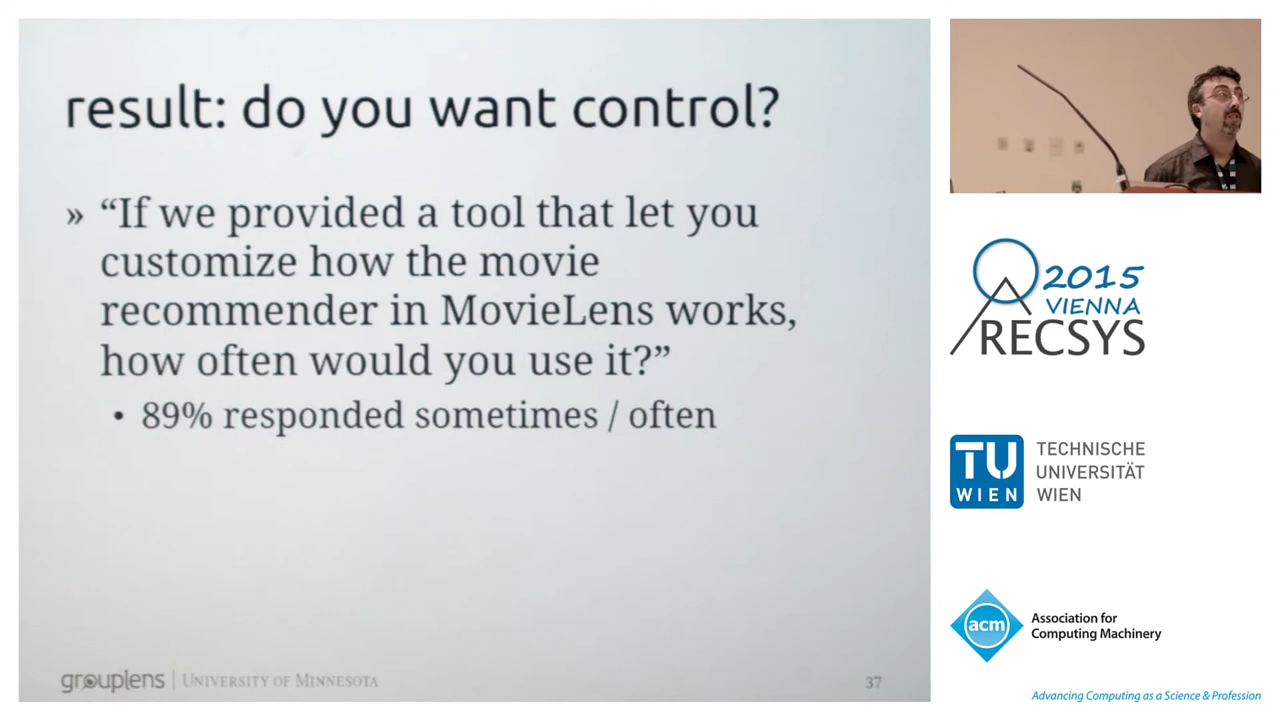 result: do you want control?
» “If we provided a tool that let you
customize how the movie
recommender in MovieLens works,
how often would you use it?”
• 89% responded sometimes / often
grouplens | UNIVERSITY OF MINNESOTA
37
2015
VIENNA
RECSYS
TU
WIEN
TECHNISCHE
UNIVERSITÄT
WIEN
acm
Association for
Computing Machinery
Advancing Computing as a Science & Profession